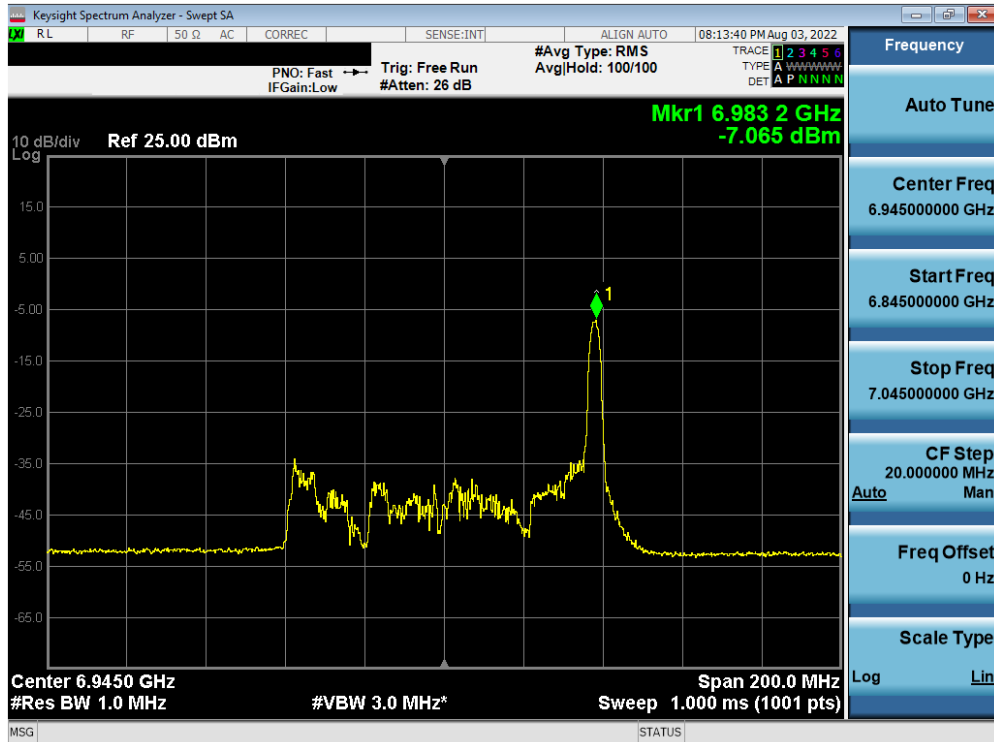 Keysight Spectrum Analyzer - Swept SA
LXI RL RF 50 Ω AC CORREC SENSE:INT ALIGN AUTO 08:13:40 PM Aug 03, 2022
PNO: Fast
IFGain:Low
Trig: Free Run
#Atten: 26 dB
#Avg Type: RMS
Avg|Hold: 100/100
TRACE 1 2 3 4 5 6
TYPE A WWWWW
DET A P N N N N
Mkr1 6.983 2 GHz
-7.065 dBm
10 dB/div Ref 25.00 dBm
Log
15.0
5.00
-5.00
-15.0
-25.0
-35.0
-45.0
-55.0
-65.0
1
Center 6.9450 GHz Span 200.0 MHz
#Res BW 1.0 MHz #VBW 3.0 MHz* Sweep 1.000 ms (1001 pts)
MSG STATUS
Frequency
Auto Tune
Center Freq
6.945000000 GHz
Start Freq
6.845000000 GHz
Stop Freq
7.045000000 GHz
CF Step
20.000000 MHz
Auto Man
Freq Offset
0 Hz
Scale Type
Log Lin